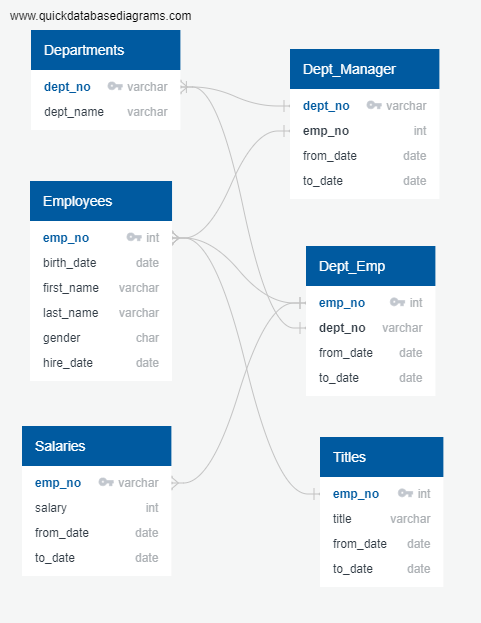 www.quickdatabasediagrams.com
Departments
dept_no varchar
dept_name varchar
Dept_Manager
dept_no varchar
emp_no int
from_date date
to_date date
Employees
emp_no int
birth_date date
first_name varchar
last_name varchar
gender char
hire_date date
Dept_Emp
emp_no int
dept_no varchar
from_date date
to_date date
Salaries
emp_no varchar
salary int
from_date date
to_date date
Titles
emp_no int
title varchar
from_date date
to_date date